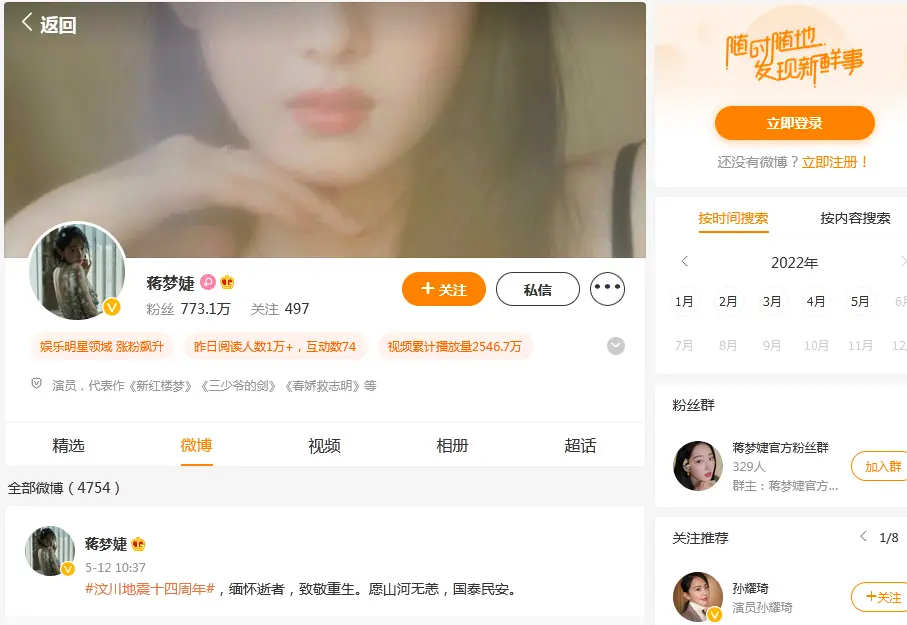 返回
随时随地
发现新鲜事
立即登录
还没有微博？立即注册！
蒋梦婕
粉丝 773.1万 关注 497
+ 关注
私信
娱乐明星领域 涨粉飙升
昨日阅读人数1万+，互动数74
视频累计播放量2546.7万
演员，代表作《新红楼梦》《三少爷的剑》《春娇救志明》等
精选 微博 视频 相册 超话
全部微博（4754）
蒋梦婕
5-12 10:37
#汶川地震十四周年#，缅怀逝者，致敬重生。愿山河无恙，国泰民安。
按时间搜索 按内容搜索
2022年
1月 2月 3月 4月 5月 6月
7月 8月 9月 10月 11月 12
粉丝群
蒋梦婕官方粉丝群
329人
群主：蒋梦婕官方...
加入群
关注推荐
1/8
孙耀琦
演员孙耀琦
+关注